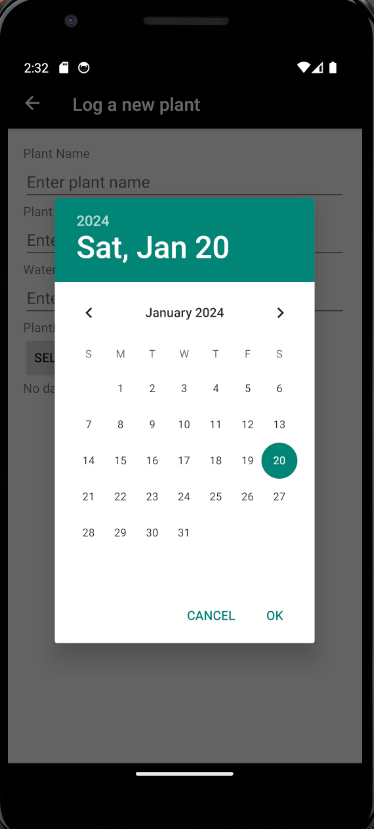 2:32
Log a new plant
Plant Name
Enter plant name
Plant
Ente
Water
Ente
Planti
SEL
No da
2024
Sat, Jan 20
January 2024
S M T W T F S
1 2 3 4 5 6
7 8 9 10 11 12 13
14 15 16 17 18 19 20
21 22 23 24 25 26 27
28 29 30 31
CANCEL OK